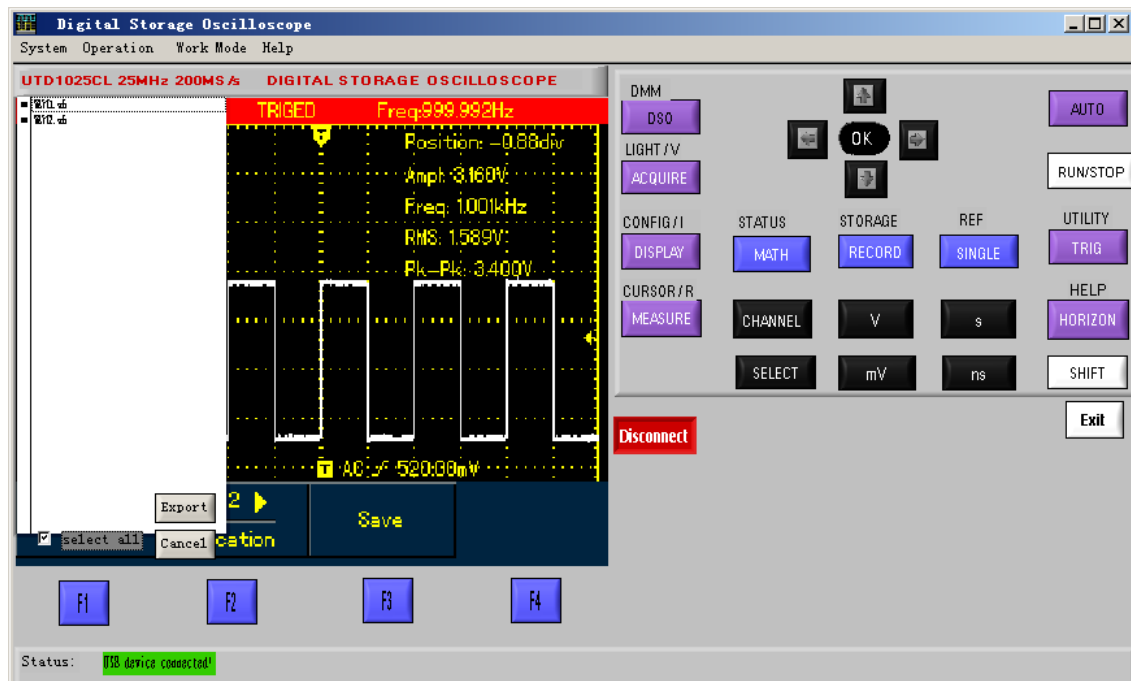 Digital Storage Oscilloscope
System Operation Work Mode Help
UTD1025CL 25MHz 200MS/s DIGITAL STORAGE OSCILLOSCOPE
TRIGED Freq:999.992Hz
Position: -0.88div
Ampl: 3.160V
Freq: 1.001kHz
RMS: 1.589V
Pk-Pk: 3.400V
T
T AC 520.00mV
2
Save
cation
Export
select all
Cancel
F1 F2 F3 F4
DMM
DSO
OK
AUTO
LIGHT/V
ACQUIRE
RUN/STOP
CONFIG/I STATUS STORAGE REF UTILITY
DISPLAY MATH RECORD SINGLE TRIG
CURSOR/R HELP
MEASURE CHANNEL V s HORIZON
SELECT mV ns SHIFT
Disconnect
Exit
Status: USB device connected!